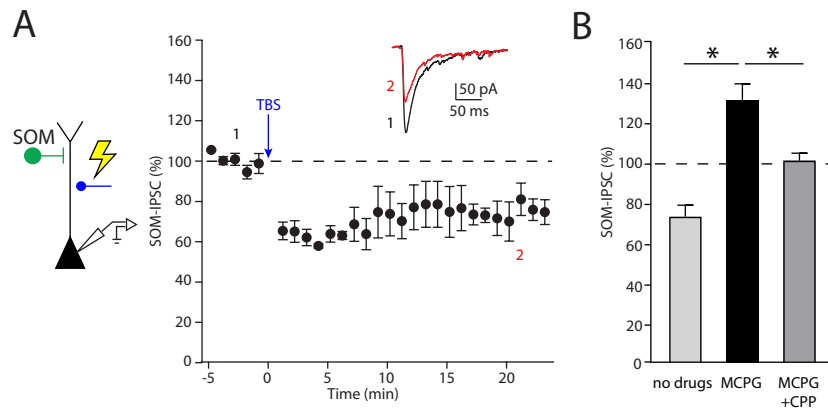 A
SOM
SOM-IPSC (%)
160
140
120
100
80
60
40
20
0
-5
0
5
10
15
20
Time (min)
1
TBS
2
1
50 pA
50 ms
2
B
SOM-IPSC (%)
160
140
120
100
80
60
40
20
0
*
*
no drugs
MCPG
MCPG
+CPP